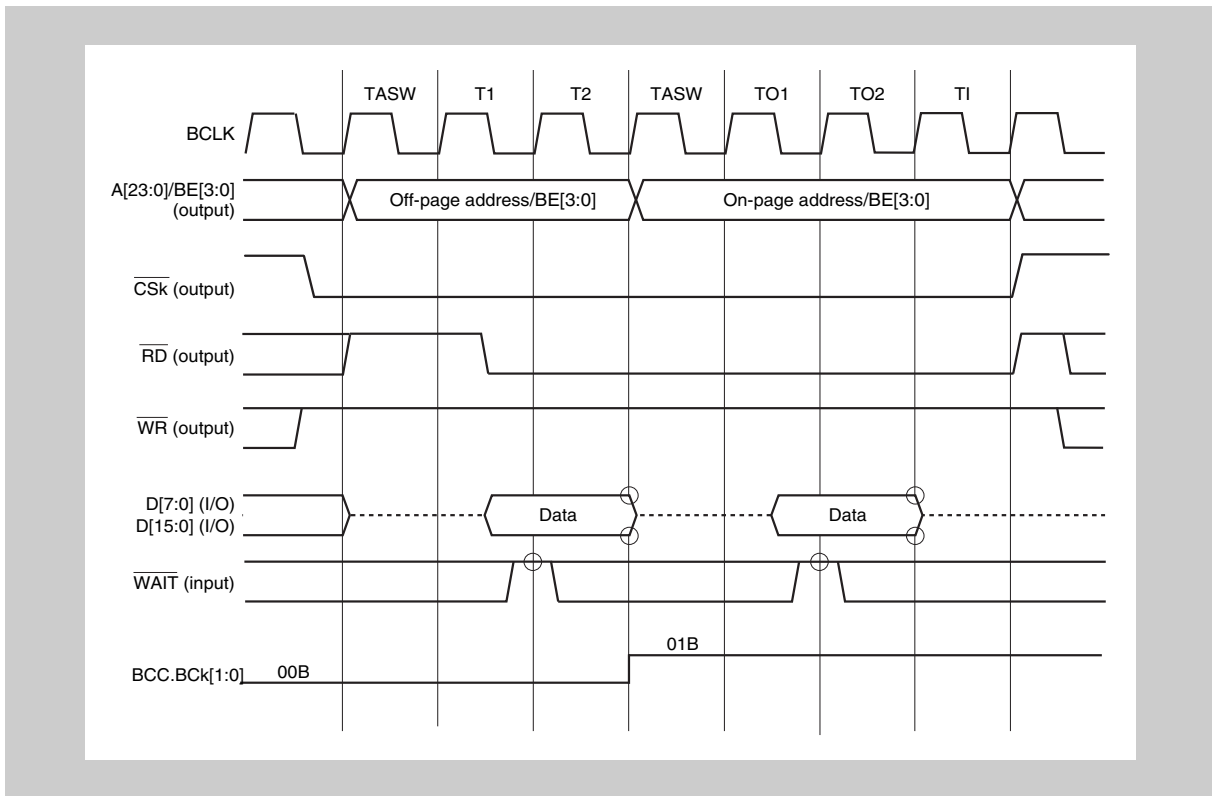 TASW T1 T2 TASW TO1 TO2 TI
BCLK
A[23:0]/BE[3:0]
(output)
Off-page address/BE[3:0] On-page address/BE[3:0]
CSk (output)
RD (output)
WR (output)
D[7:0] (I/O)
D[15:0] (I/O)
Data Data
WAIT (input)
01B
BCC.BCk[1:0] 00B